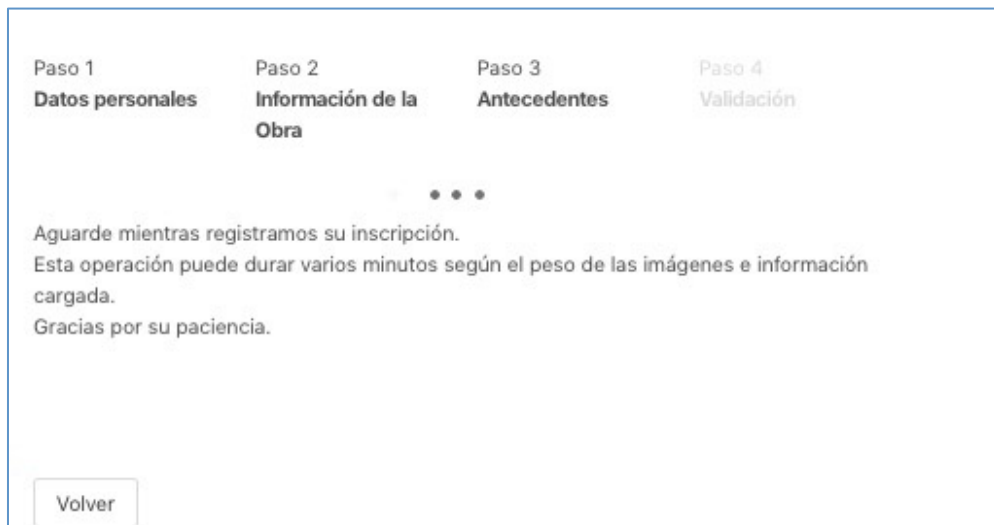 Paso 1
Datos personales
Paso 2
Información de la
Obra
Paso 3
Antecedentes
Paso 4
Validación
Aguarde mientras registramos su inscripción.
Esta operación puede durar varios minutos según el peso de las imágenes e información
cargada.
Gracias por su paciencia.
Volver